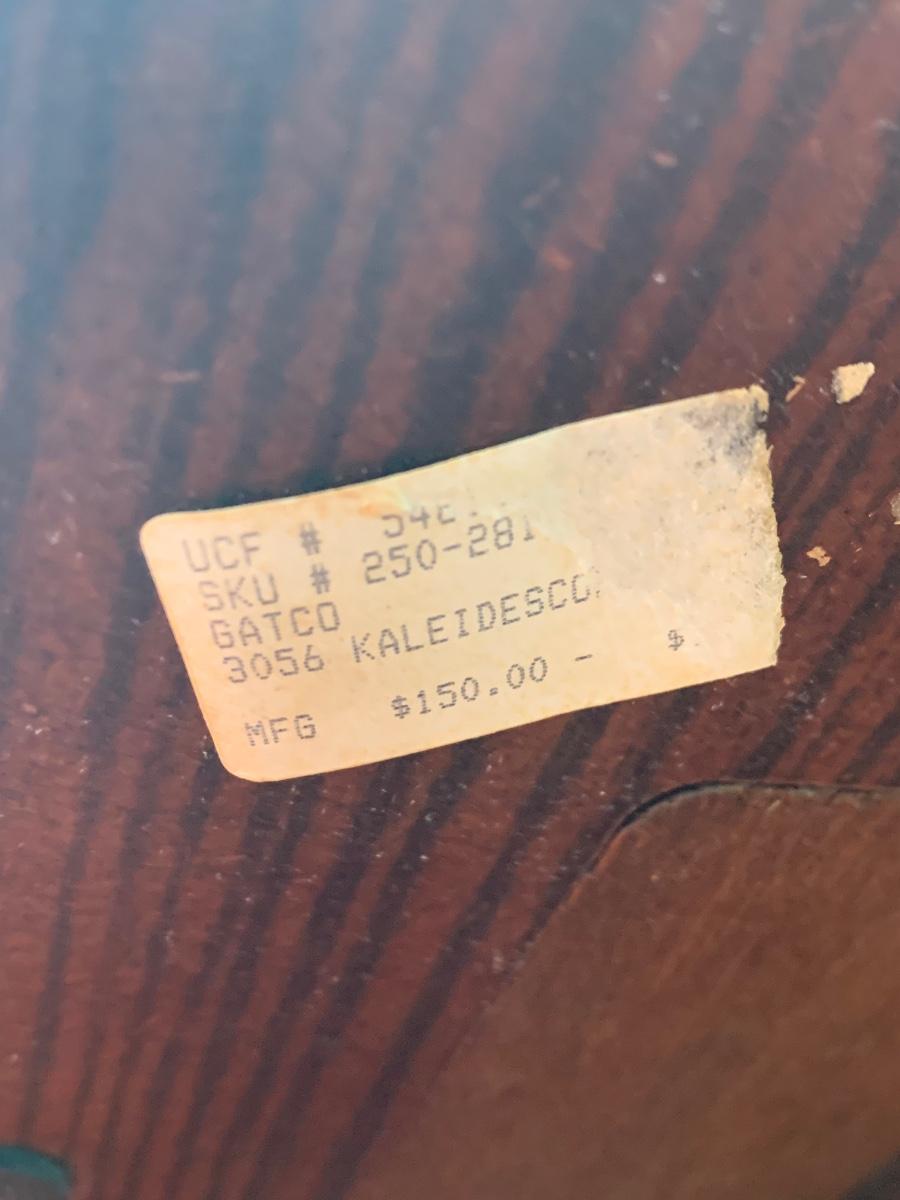 UCF #
SKU # 250-281
GATCO
3056 KALEIDESCO
MFG $150.00 - $